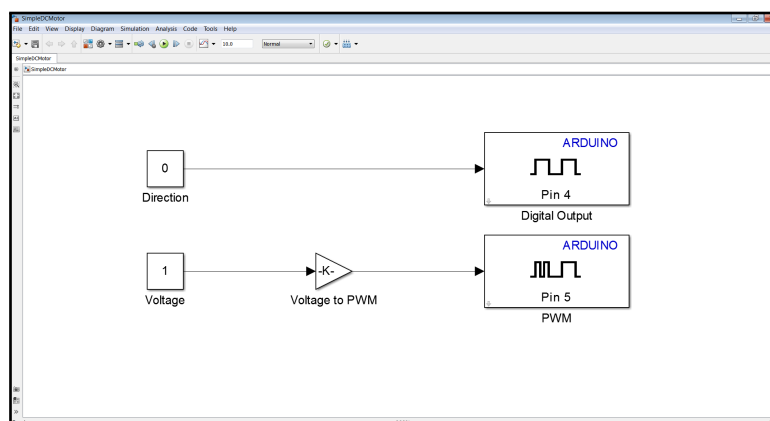 SimpleDCMotor
File Edit View Display Diagram Simulation Analysis Code Tools Help
10.0 Normal
SimpleDCMotor
SimpleDCMotor
0
Direction
ARDUINO
Pin 4
Digital Output
1
Voltage
-K-
Voltage to PWM
ARDUINO
Pin 5
PWM